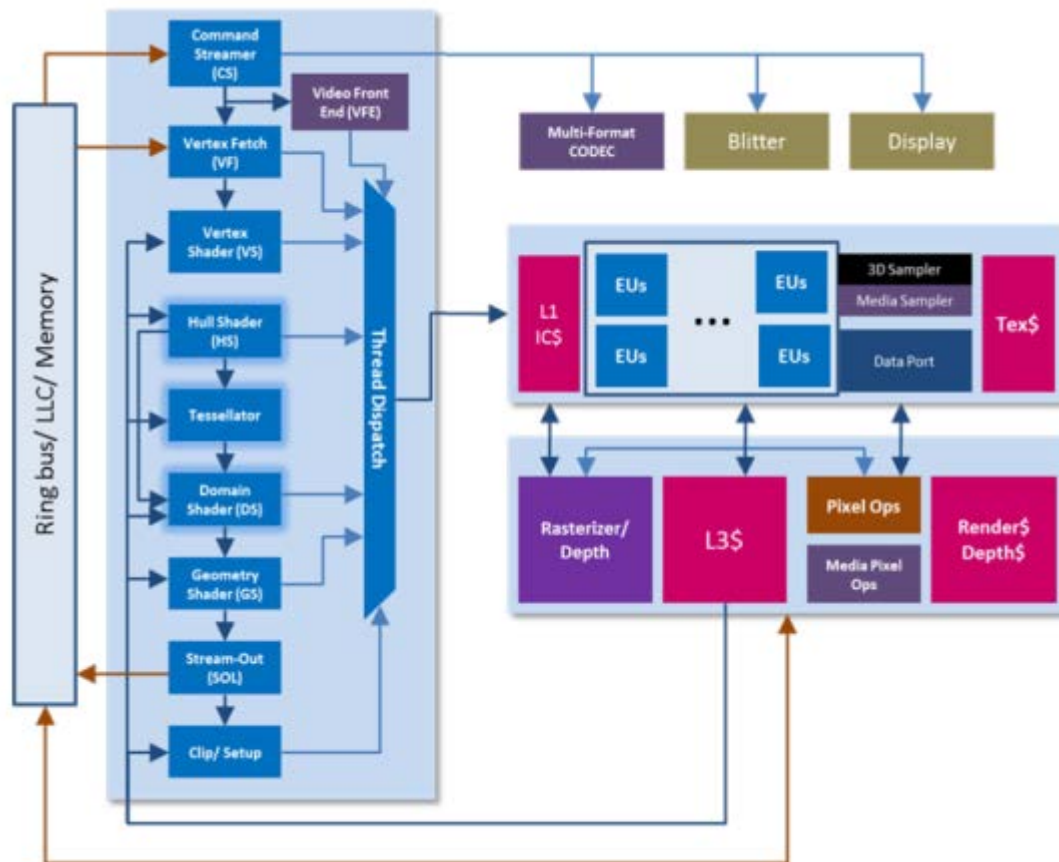 Command
Streamer
(CS)
Video Front
End (VFE)
Vertex Fetch
(VF)
Vertex
Shader (VS)
Hull Shader
(HS)
Tessellator
Domain
Shader (DS)
Geometry
Shader (GS)
Stream-Out
(SOL)
Clip/ Setup
Ring bus/ LLC/ Memory
Thread Dispatch
Multi-Format
CODEC
Blitter
Display
L1
IC$
EUs
EUs
...
EUs
EUs
3D Sampler
Media Sampler
Data Port
Tex$
Rasterizer/
Depth
L3$
Pixel Ops
Media Pixel
Ops
Render$
Depth$